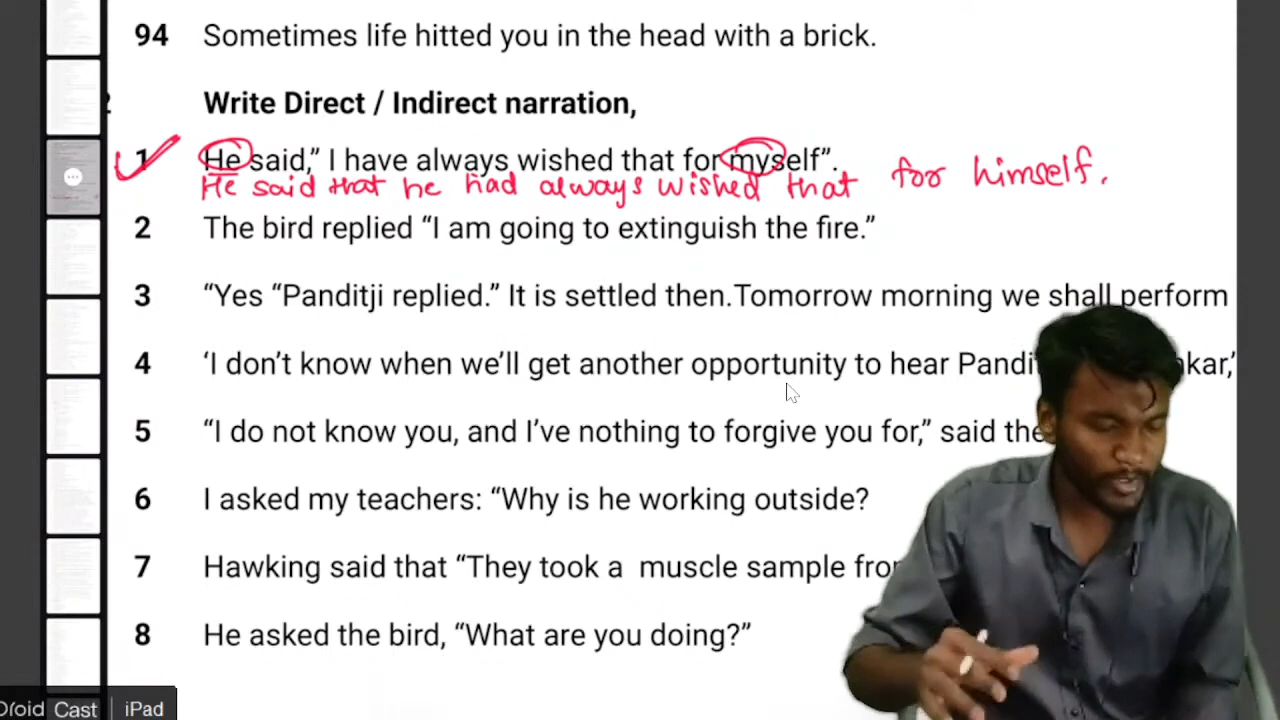 94 Sometimes life hitted you in the head with a brick.
2 Write Direct / Indirect narration,
1 He said,” I have always wished that for myself”.
He said that he had always wished that for himself.
2 The bird replied “I am going to extinguish the fire.”
3 “Yes “Panditji replied.” It is settled then.Tomorrow morning we shall perform
4 ‘I don’t know when we’ll get another opportunity to hear
5 “I do not know you, and I’ve nothing to forgive you for,” said
6 I asked my teachers: “Why is he working outside?
7 Hawking said that “They took a muscle sample
8 He asked the bird, “What are you doing?”
Droid Cast iPad